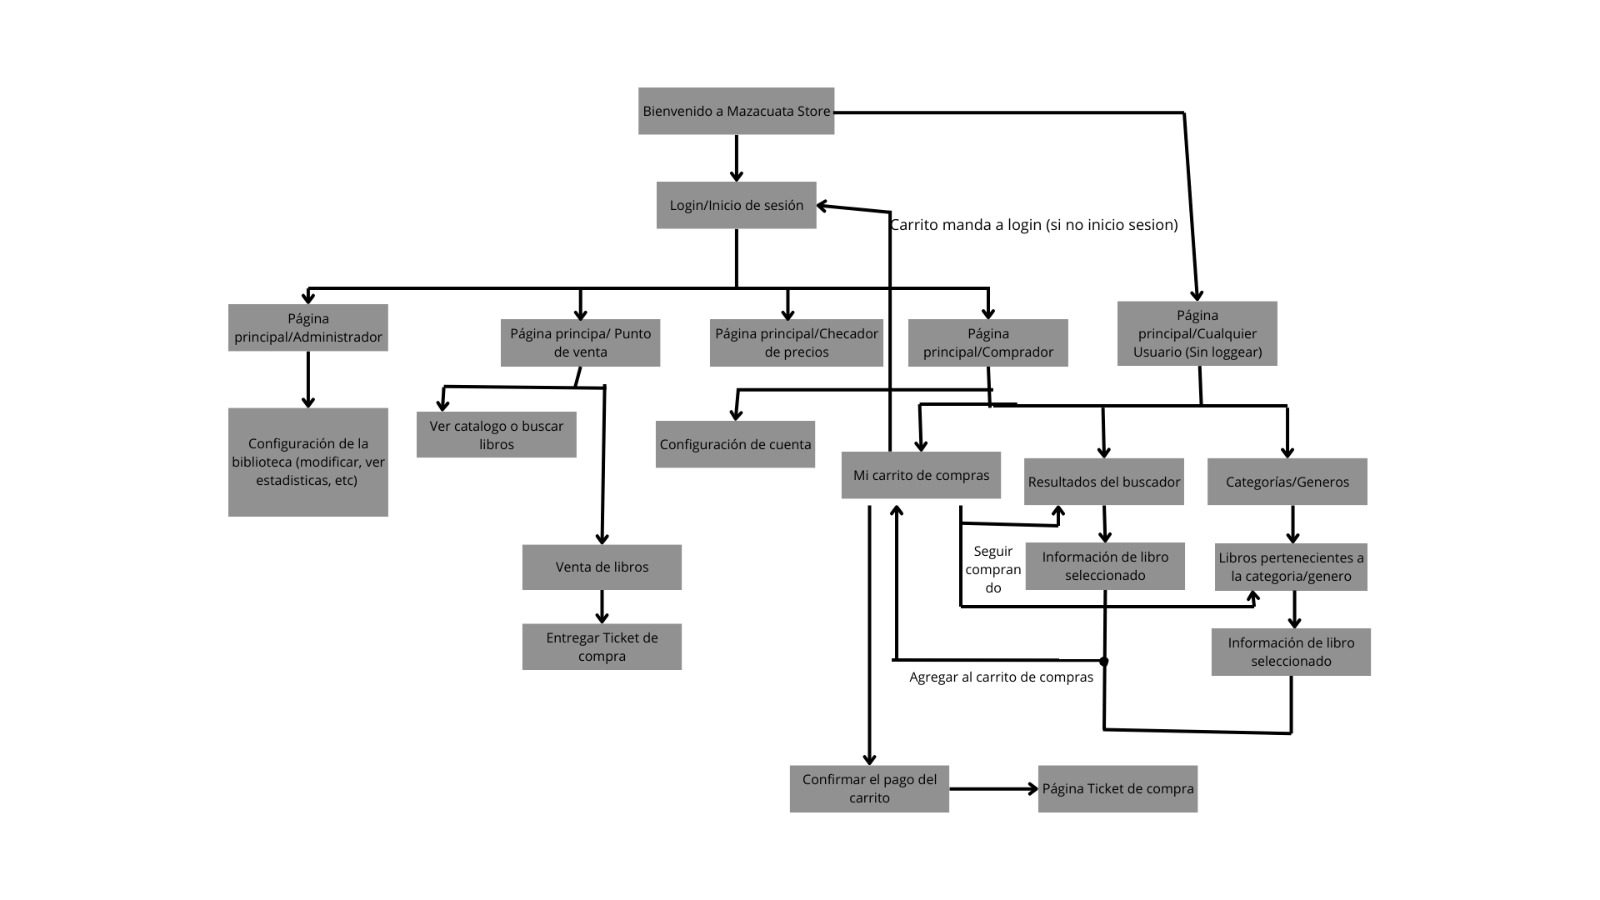 Bienvenido a Mazacuata Store
Login/Inicio de sesión
Carrito manda a login (si no inicio sesion)
Página
principal/Administrador
Página principa/ Punto
de venta
Página principal/Checador
de precios
Página
principal/Comprador
Página
principal/Cualquier
Usuario (Sin loggear)
Configuración de la
biblioteca (modificar, ver
estadisticas, etc)
Ver catalogo o buscar
libros
Configuración de cuenta
Mi carrito de compras
Resultados del buscador
Categorías/Generos
Venta de libros
Seguir
compran
do
Información de libro
seleccionado
Libros pertenecientes a
la categoria/genero
Entregar Ticket de
compra
Información de libro
seleccionado
Agregar al carrito de compras
Confirmar el pago del
carrito
Página Ticket de compra